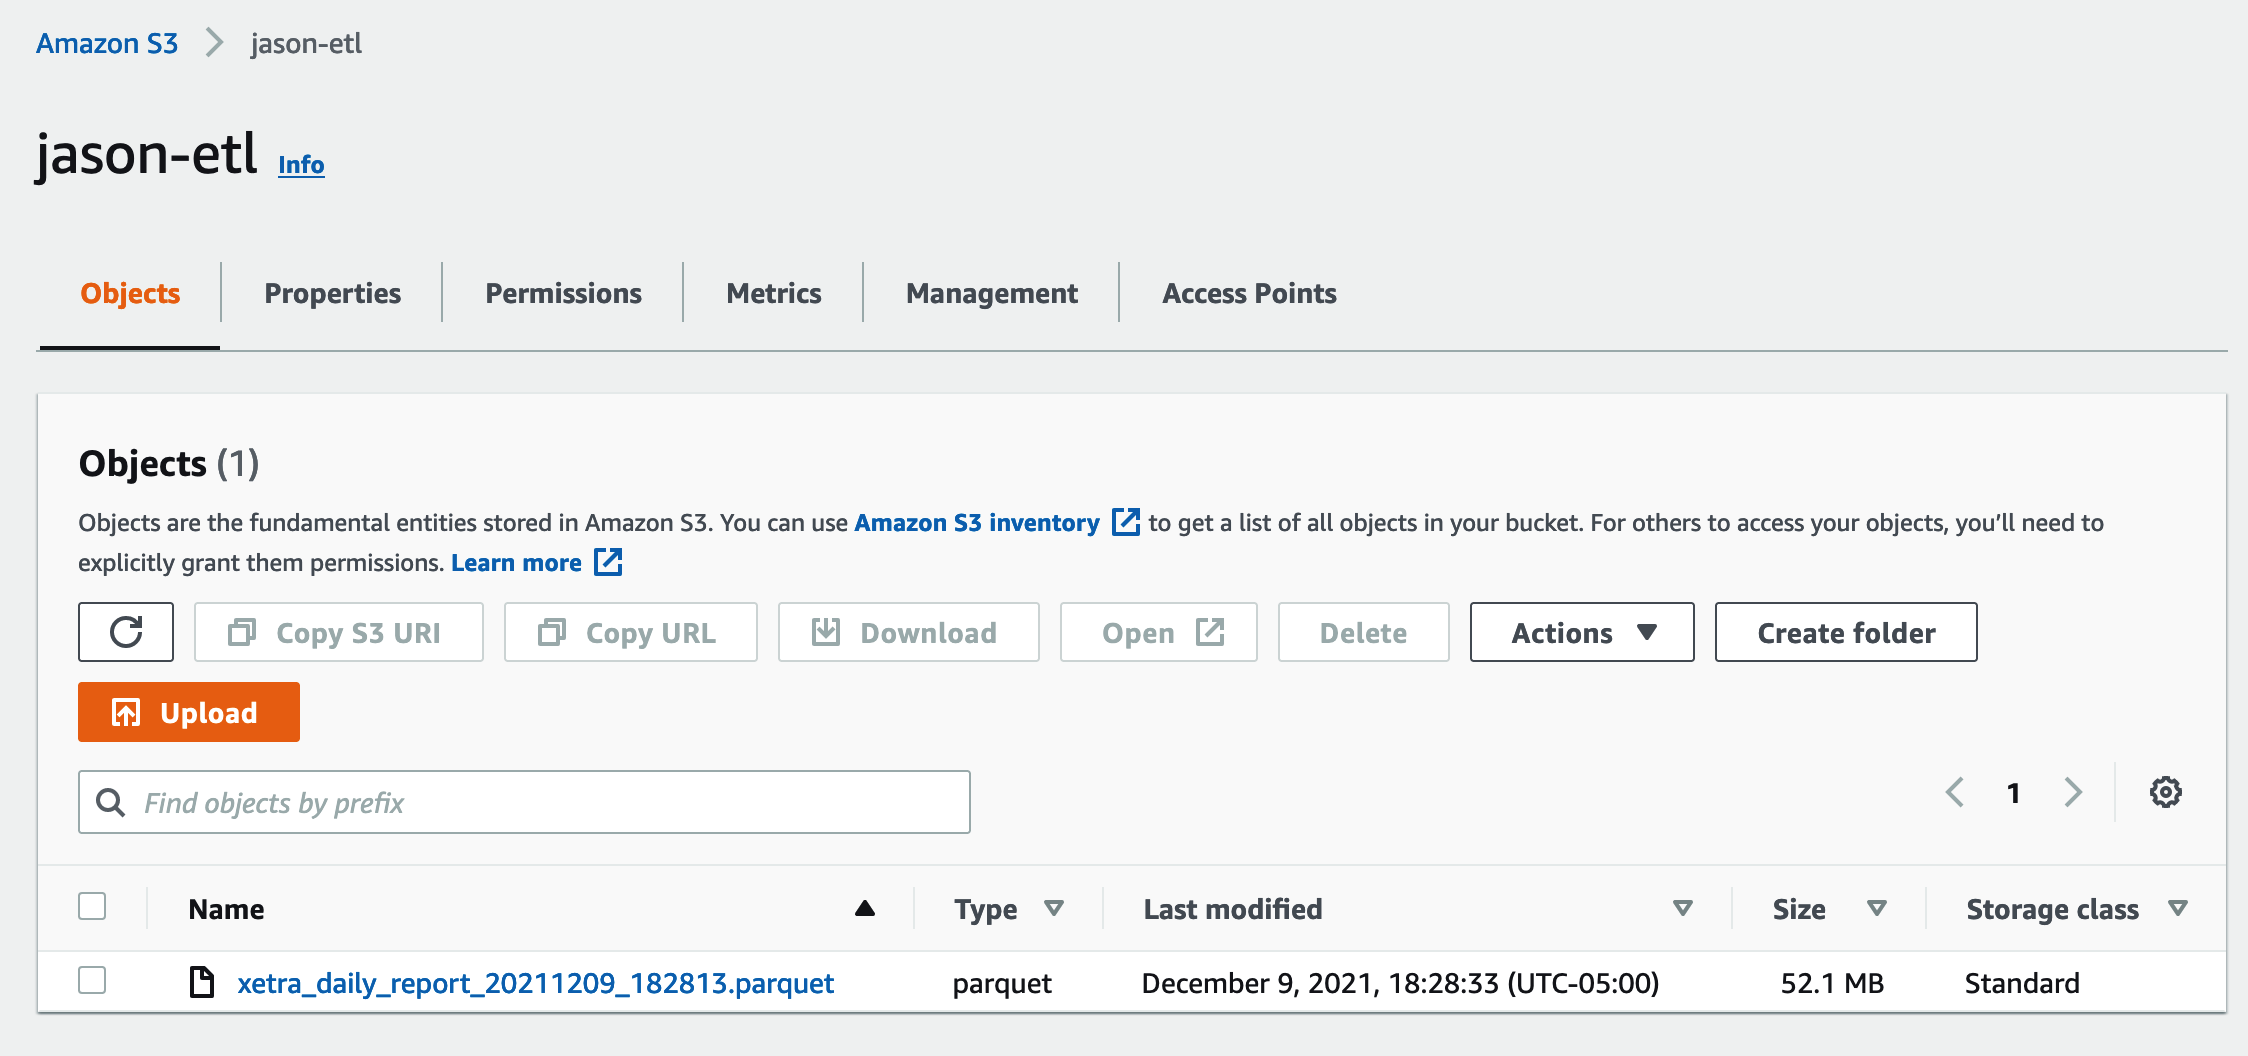 Amazon S3 > jason-etl
jason-etl Info
Objects Properties Permissions Metrics Management Access Points
Objects (1)
Objects are the fundamental entities stored in Amazon S3. You can use Amazon S3 inventory to get a list of all objects in your bucket. For others to access your objects, you’ll need to
explicitly grant them permissions. Learn more
Copy S3 URI Copy URL Download Open Delete Actions Create folder
Upload
Find objects by prefix 1
Name Type Last modified Size Storage class
xetra_daily_report_20211209_182813.parquet parquet December 9, 2021, 18:28:33 (UTC-05:00) 52.1 MB Standard